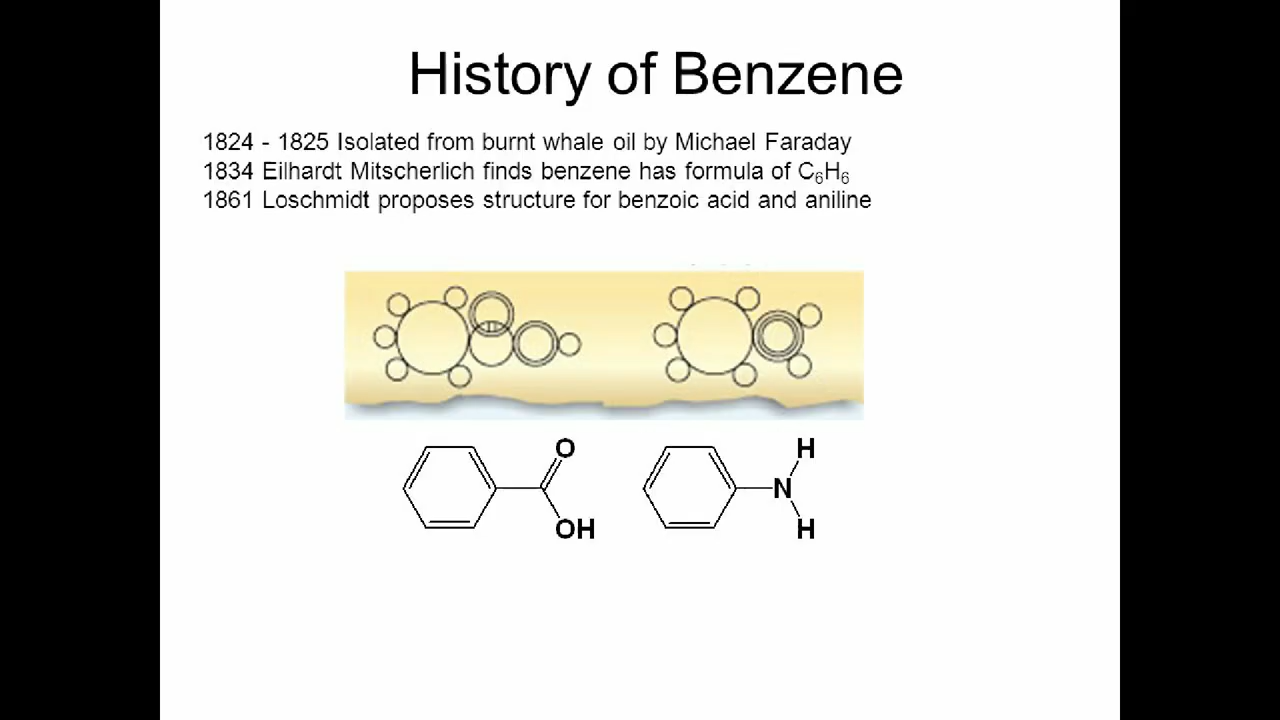 History of Benzene
1824 - 1825 Isolated from burnt whale oil by Michael Faraday
1834 Eilhardt Mitscherlich finds benzene has formula of C₆H₆
1861 Loschmidt proposes structure for benzoic acid and aniline
O
OH
H
N
H